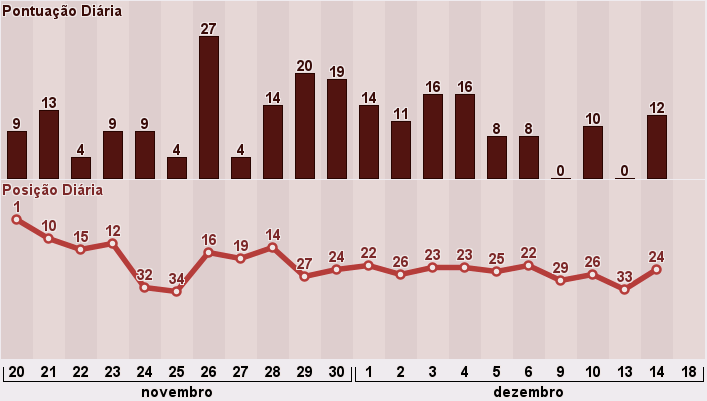 Pontuação Diária
9 13 4 9 9 4 27 4 14 20 19 14 11 16 16 8 8 0 10 0 12
Posição Diária
1 10 15 12 32 34 16 19 14 27 24 22 26 23 23 25 22 29 26 33 24
20 21 22 23 24 25 26 27 28 29 30 1 2 3 4 5 6 9 10 13 14 18
novembro dezembro